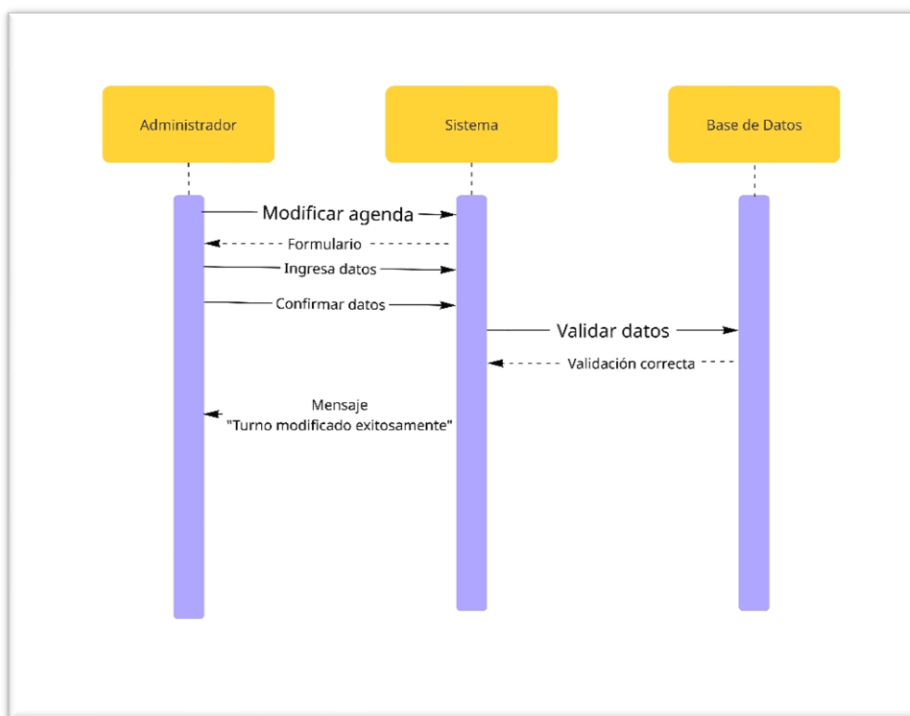 Administrador
Sistema
Base de Datos
Modificar agenda
Formulario
Ingresa datos
Confirmar datos
Validar datos
Validación correcta
Mensaje
"Turno modificado exitosamente"